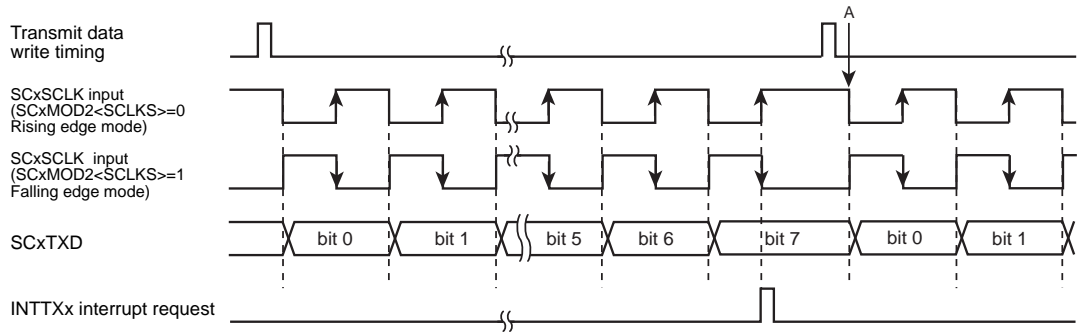 Transmit data
write timing
A
SCxSCLK input
(SCxMOD2<SCLKS>=0
Rising edge mode)
SCxSCLK input
(SCxMOD2<SCLKS>=1
Falling edge mode)
SCxTXD
bit 0
bit 1
bit 5
bit 6
bit 7
bit 0
bit 1
INTTXx interrupt request